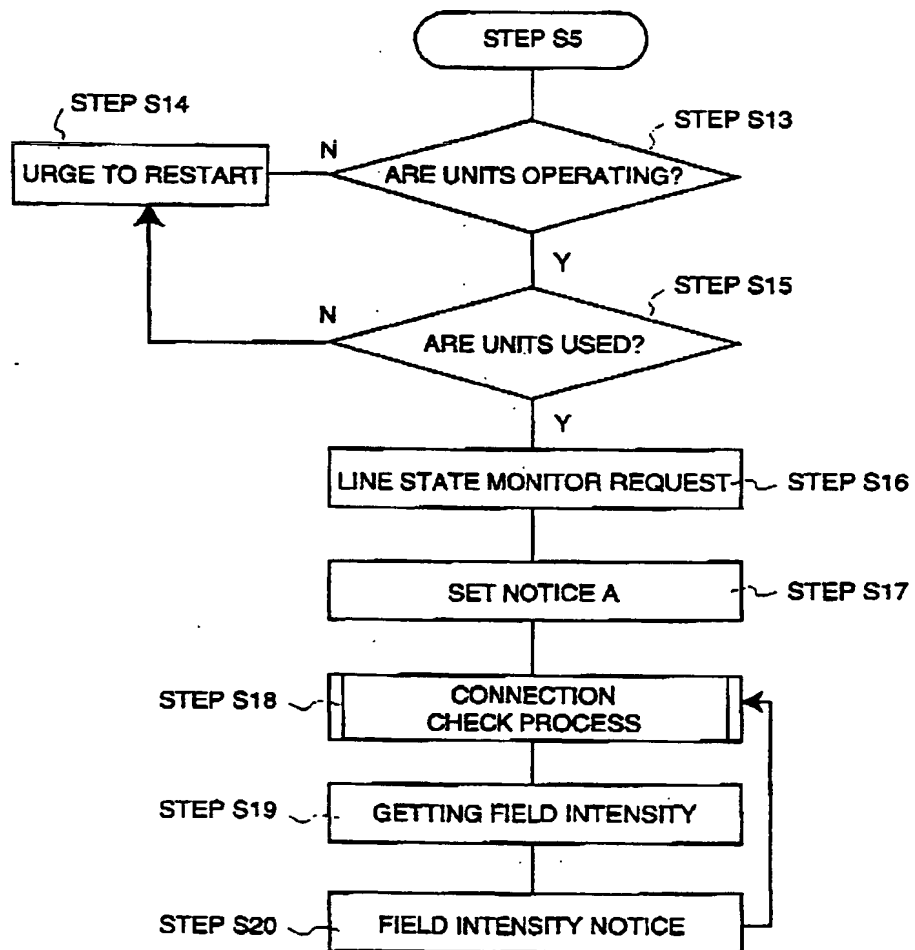 STEP S5
STEP S14
STEP S13
URGE TO RESTART
N
ARE UNITS OPERATING?
Y
STEP S15
N
ARE UNITS USED?
Y
LINE STATE MONITOR REQUEST
STEP S16
SET NOTICE A
STEP S17
STEP S18
CONNECTION
CHECK PROCESS
STEP S19
GETTING FIELD INTENSITY
STEP S20
FIELD INTENSITY NOTICE